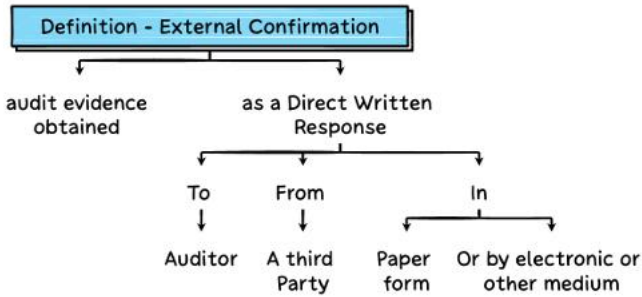 Definition - External Confirmation
audit evidence
obtained
as a Direct Written
Response
To
From
In
Auditor
A third
Party
Paper
form
Or by electronic or
other medium